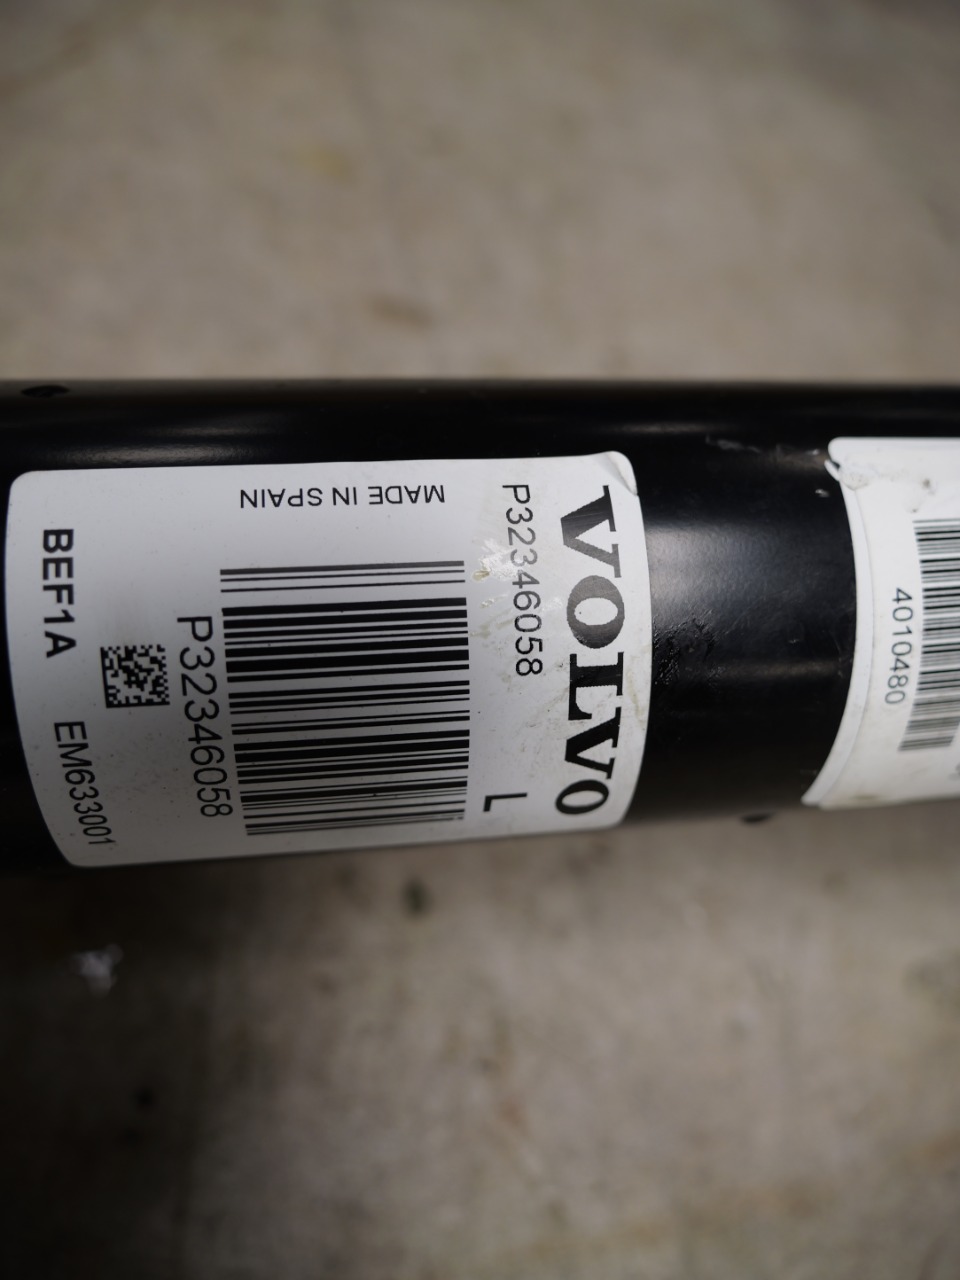 VOLVO
P32346058
L
MADE IN SPAIN
P32346058
BEF1A EM633001
4010480